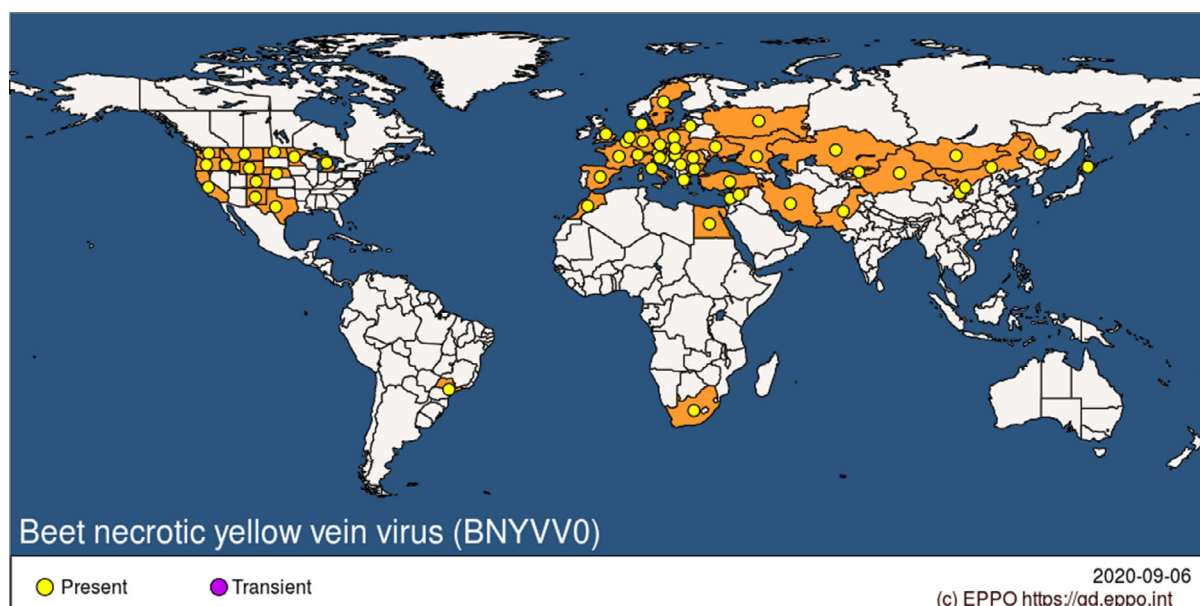 Beet necrotic yellow vein virus (BNYVV0)
Present
Transient
2020-09-06
(c) EPPO https://gd.eppo.int